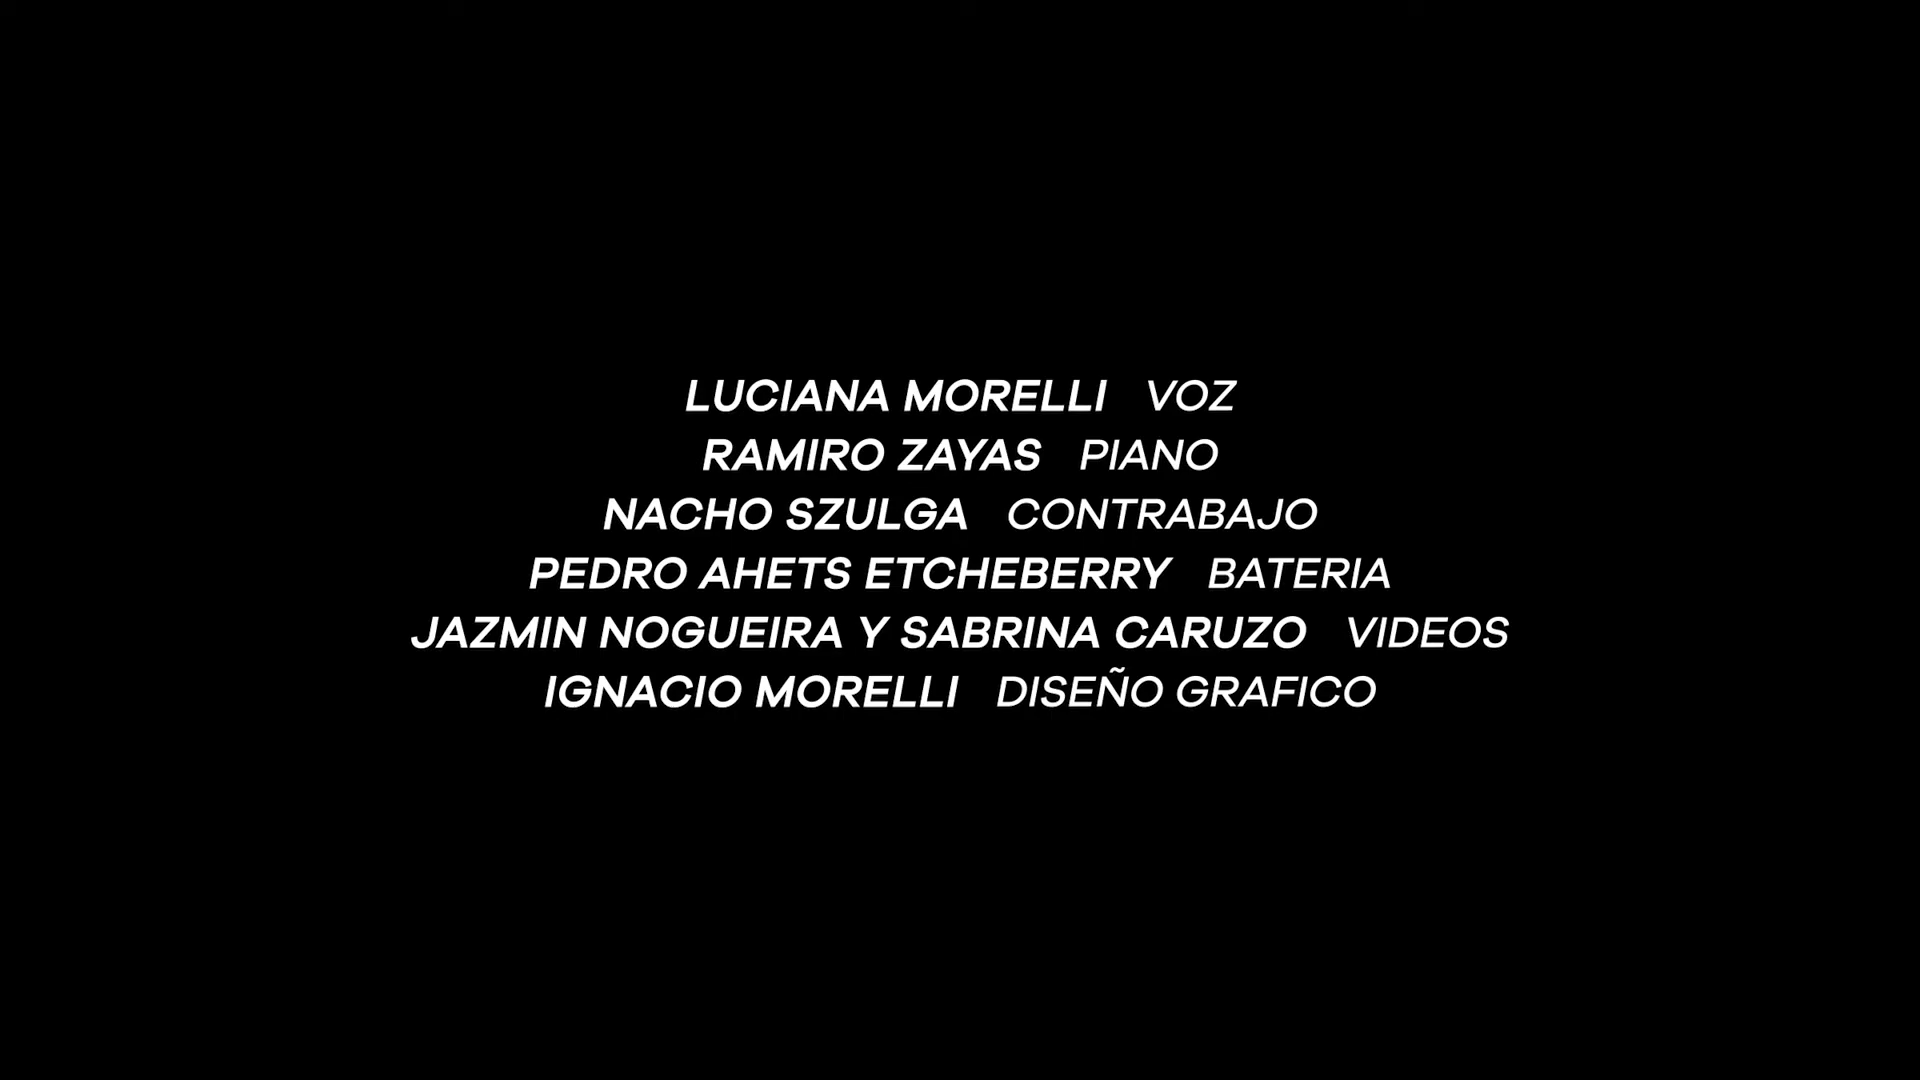 LUCIANA MORELLI VOZ
RAMIRO ZAYAS PIANO
NACHO SZULGA CONTRABAJO
PEDRO AHETS ETCHEBERRY BATERIA
JAZMIN NOGUEIRA Y SABRINA CARUZO VIDEOS
IGNACIO MORELLI DISEÑO GRAFICO